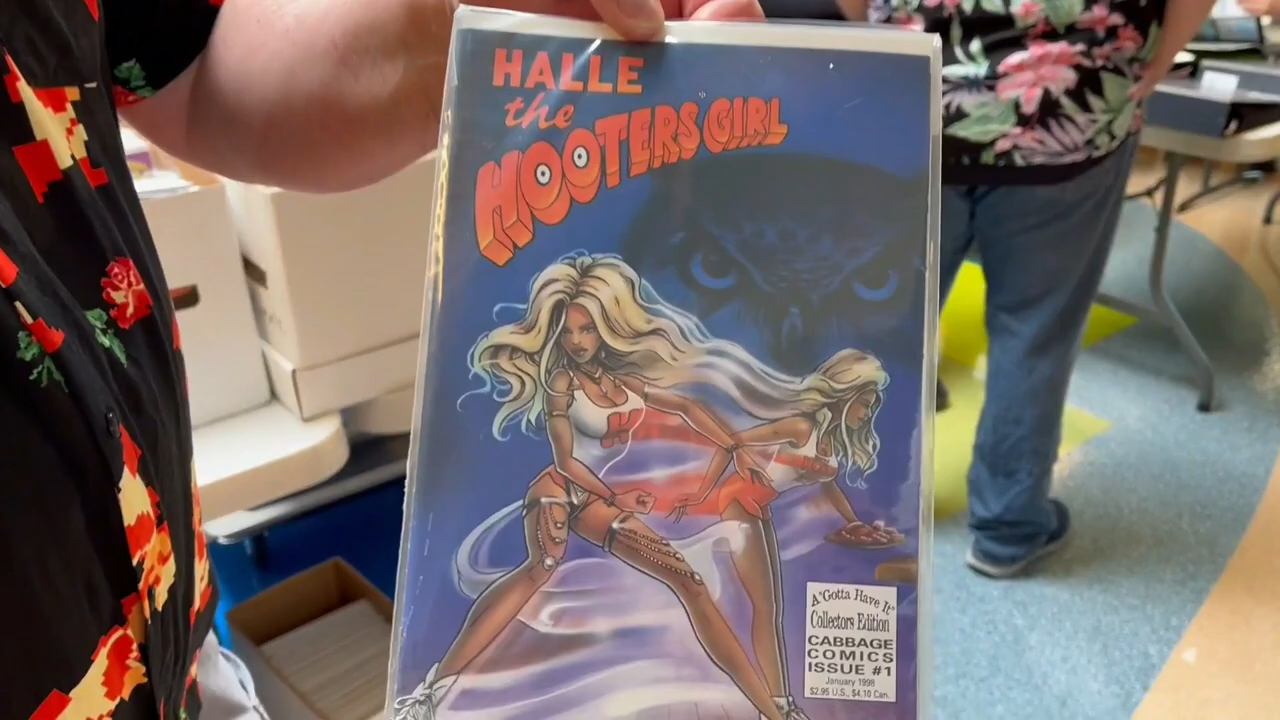 HALLE
the
HOOTERS GIRL
H
A "Gotta Have It"
Collectors Edition
CABBAGE
COMICS
ISSUE #1
January 1998
$2.95 U.S., $4.10 Can.